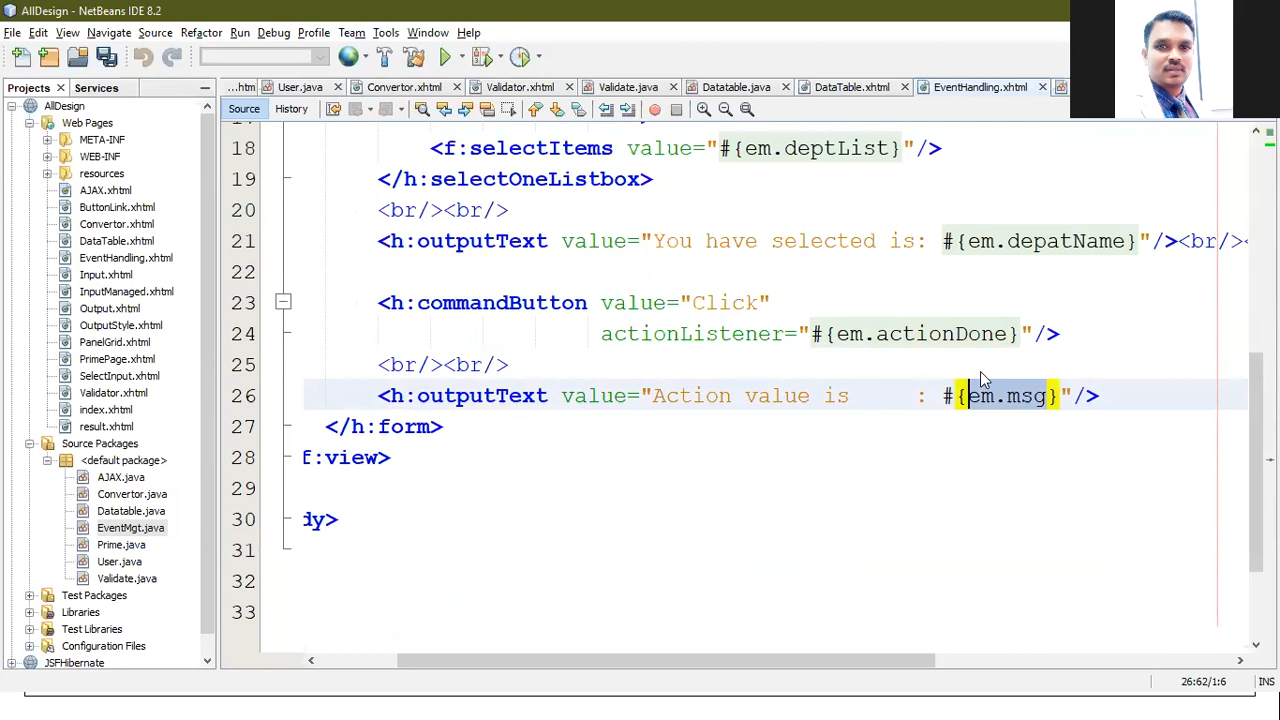 AllDesign - NetBeans IDE 8.2
File Edit View Navigate Source Refactor Run Debug Profile Team Tools Window Help
Projects Services
...htm User.java Convertor.xhtml Validator.xhtml Validate.java Datatable.java DataTable.xhtml EventHandling.xhtml
Source History
AllDesign
Web Pages
META-INF
WEB-INF
resources
AJAX.xhtml
ButtonLink.xhtml
Convertor.xhtml
DataTable.xhtml
EventHandling.xhtml
Input.xhtml
InputManaged.xhtml
Output.xhtml
OutputStyle.xhtml
PanelGrid.xhtml
PrimePage.xhtml
SelectInput.xhtml
Validator.xhtml
index.xhtml
result.xhtml
Source Packages
<default package>
AJAX.java
Convertor.java
Datatable.java
EventMgt.java
Prime.java
User.java
Validate.java
Test Packages
Libraries
Test Libraries
Configuration Files
JSFHibernate
18 <f:selectItems value="#{em.deptList}"/>
19 </h:selectOneListbox>
20 <br/><br/>
21 <h:outputText value="You have selected is: #{em.depatName}"/><br/><
22
23 <h:commandButton value="Click"
24 actionListener="#{em.actionDone}"/>
25 <br/><br/>
26 <h:outputText value="Action value is : #{em.msg}"/>
27 </h:form>
28 f:view>
29
30 dy>
31
32
33
26:62/1:6 INS